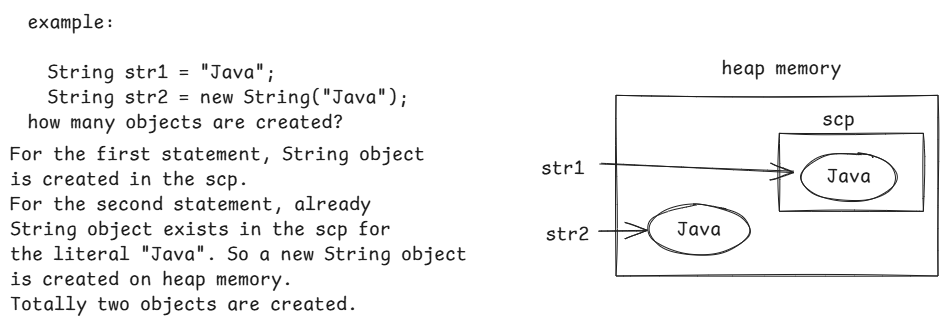 example:
String str1 = "Java";
String str2 = new String("Java");
how many objects are created?
For the first statement, String object
is created in the scp.
For the second statement, already
String object exists in the scp for
the literal "Java". So a new String object
is created on heap memory.
Totally two objects are created.
heap memory
scp
str1
Java
str2
Java